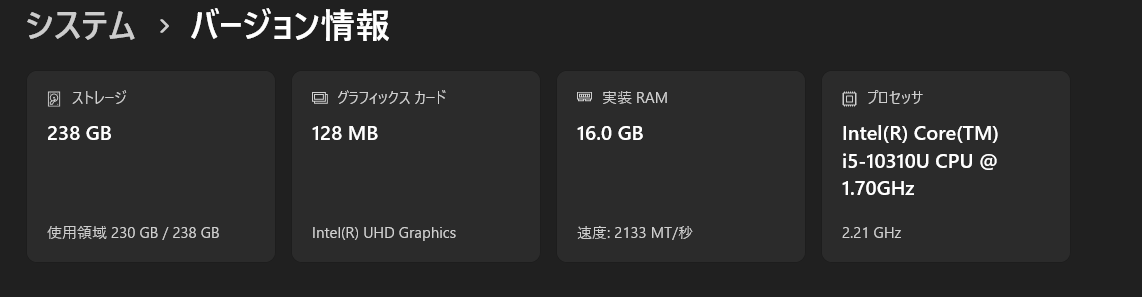 システム › バージョン情報
ストレージ
238 GB
使用領域 230 GB / 238 GB
グラフィックス カード
128 MB
Intel(R) UHD Graphics
実装 RAM
16.0 GB
速度: 2133 MT/秒
プロセッサ
Intel(R) Core(TM)
i5-10310U CPU @
1.70GHz
2.21 GHz